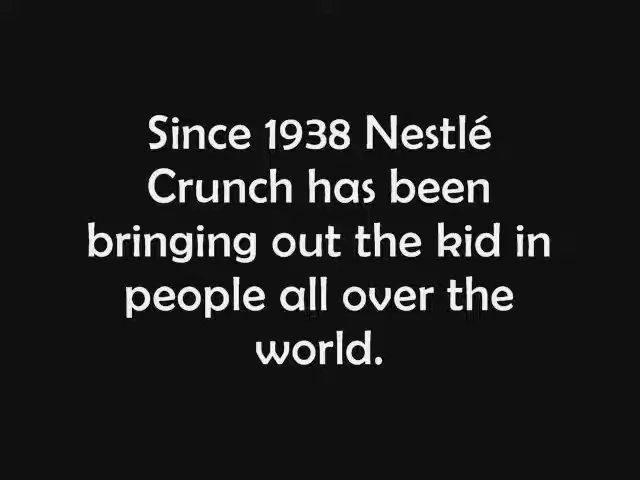 Since 1938 Nestlé
Crunch has been
bringing out the kid in
people all over the
world.